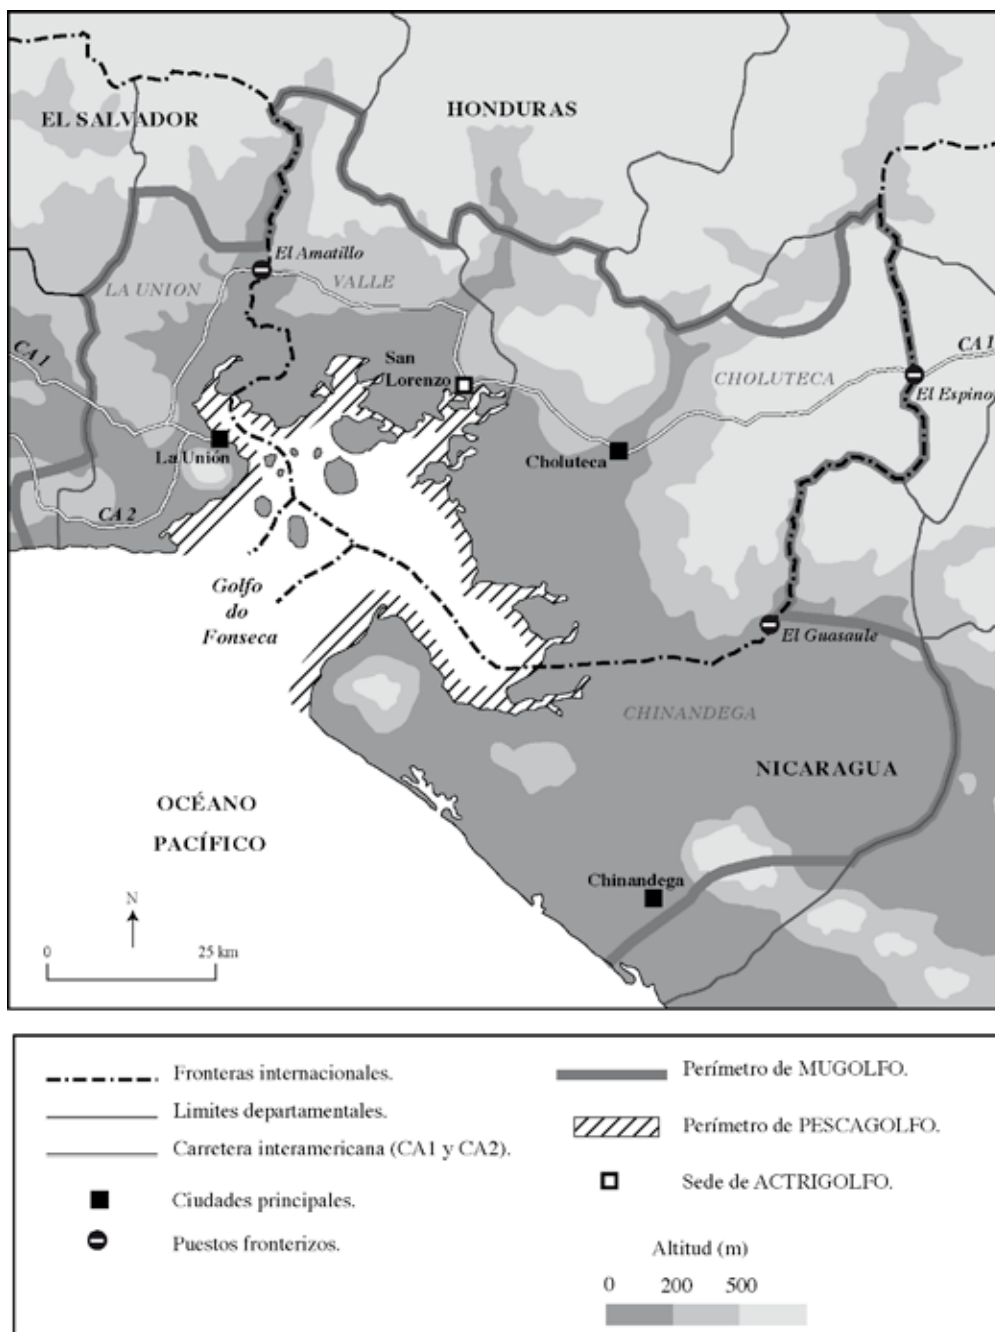 EL SALVADOR
HONDURAS
El Amatillo
LA UNION
VALLE
CA 1
CA 1
San
Lorenzo
CHOLUTECA
El Espino
La Unión
Choluteca
CA 2
Golfo
do
Fonseca
El Guasaule
CHINANDEGA
NICARAGUA
OCÉANO
PACÍFICO
Chinandega
N
0 25 km
Fronteras internacionales.
Limites departamentales.
Carretera interamericana (CA1 y CA2).
Ciudades principales.
Puestos fronterizos.
Perímetro de MUGOLFO.
Perímetro de PESCAGOLFO.
Sede de ACTRIGOLFO.
Altitud (m)
0 200 500